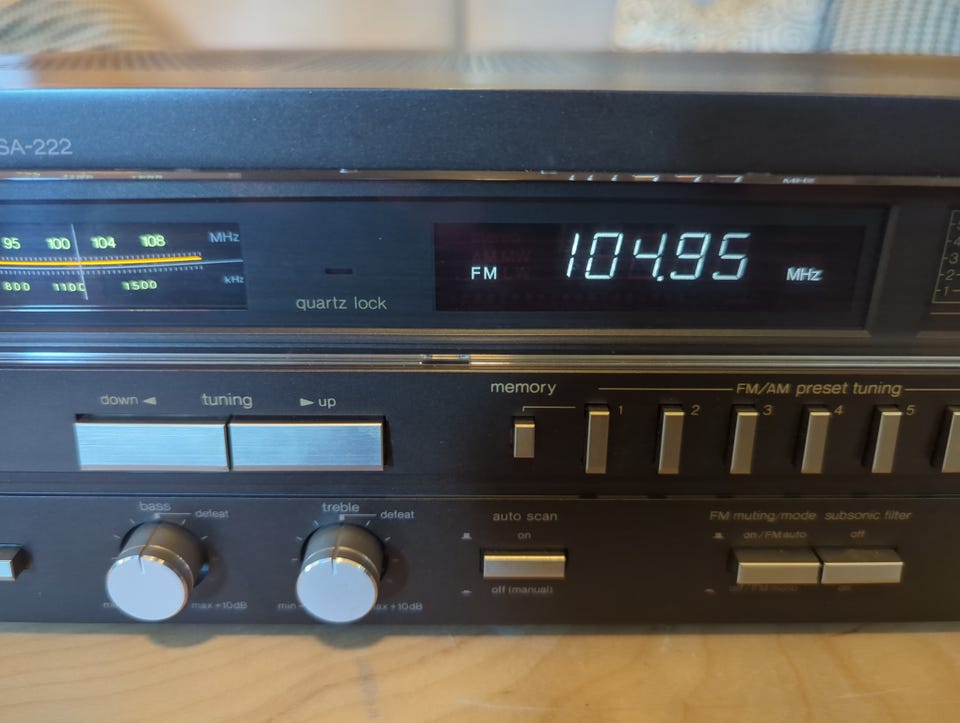 SA-222
95 100 104 108 MHz
800 1100 1500 kHz
quartz lock
FM 104.95 MHz
down ◄ tuning ► up
memory
FM/AM preset tuning
1 2 3 4 5
bass defeat
max +10dB
treble defeat
min
auto scan
on
off (manual)
FM muting/mode subsonic filter
on/FM auto off